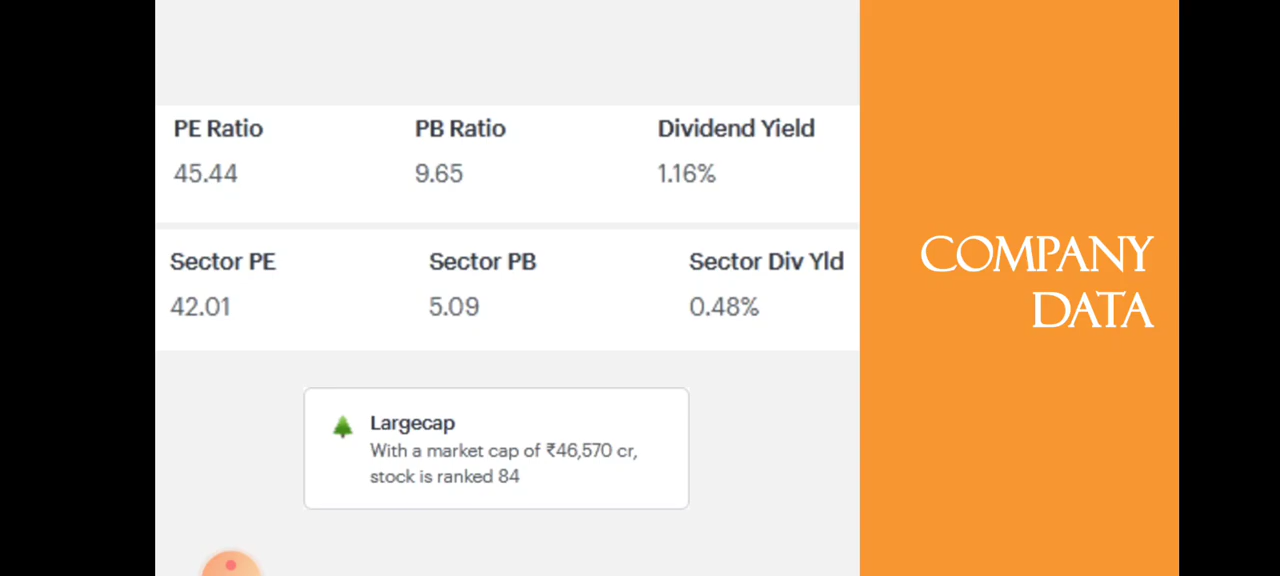 PE Ratio PB Ratio Dividend Yield
45.44 9.65 1.16%
Sector PE Sector PB Sector Div Yld
42.01 5.09 0.48%
COMPANY
DATA
Largecap
With a market cap of ₹46,570 cr,
stock is ranked 84